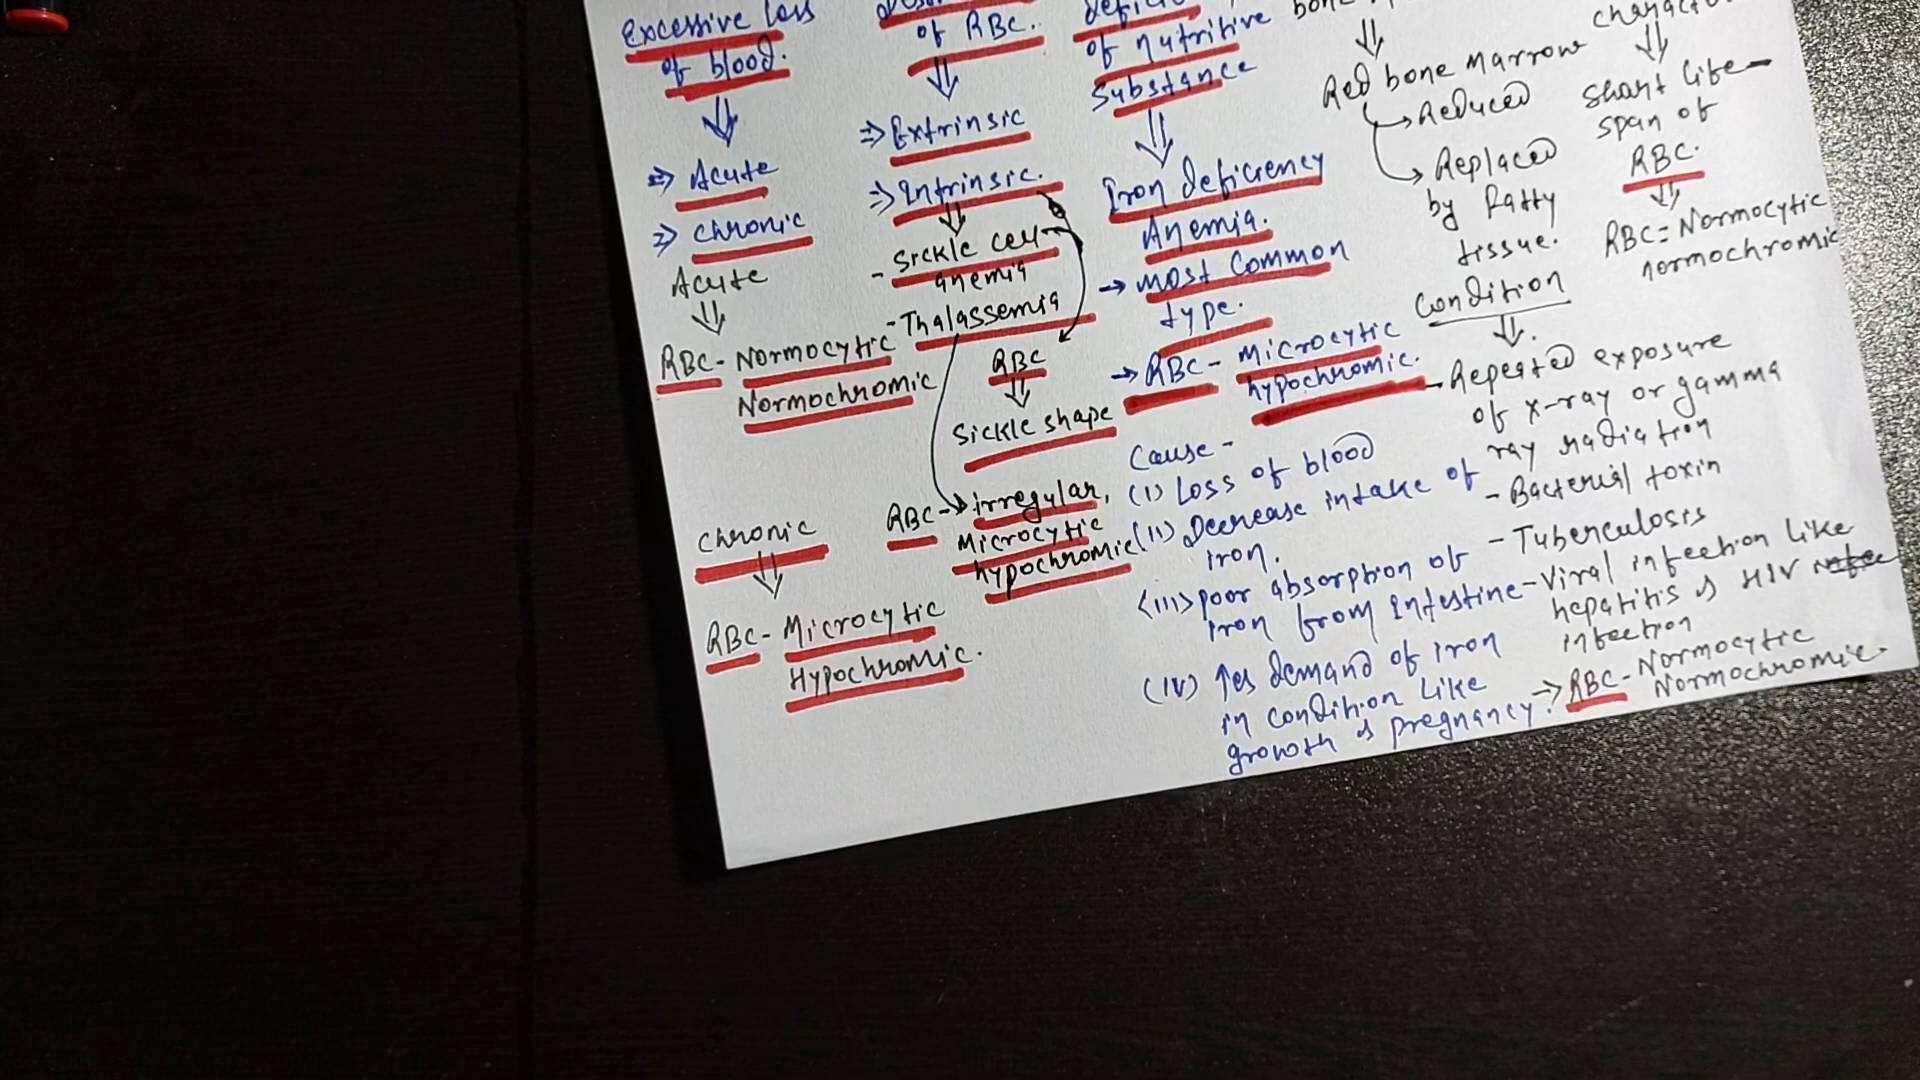 Excessive loss
of blood.
⇒ Acute
⇒ chronic
Acute
RBC - Normocytic
Normochromic
chronic
RBC - Microcytic
Hypochromic.
of RBC.
⇒ Extrinsic
⇒ Intrinsic.
- Sickle cell
anemia
- Thalassemia
RBC
Sickle shape
RBC → irregular,
Microcytic
hypochromic
of nutritive
Substance
Iron deficiency
Anemia.
→ most common
type.
→ RBC - Microcytic
hypochromic.
Cause -
(I) Loss of blood
(II) Decrease intake of
iron.
(III) poor absorption of
iron from Intestine
(IV) ↑es demand of iron
in condition like
growth & pregnancy.
Red bone marrow
→ Reduced
→ Replaced
by Fatty
tissue.
Condition
- Repeated exposure
of x-ray or gamma
ray radiation
- Bacterial toxin
- Tuberculosis
- Viral infection like
hepatitis & HIV
infection
⇒ RBC - Normocytic
Normochromic.
short life-
span of
RBC.
RBC = Normocytic
normochromic